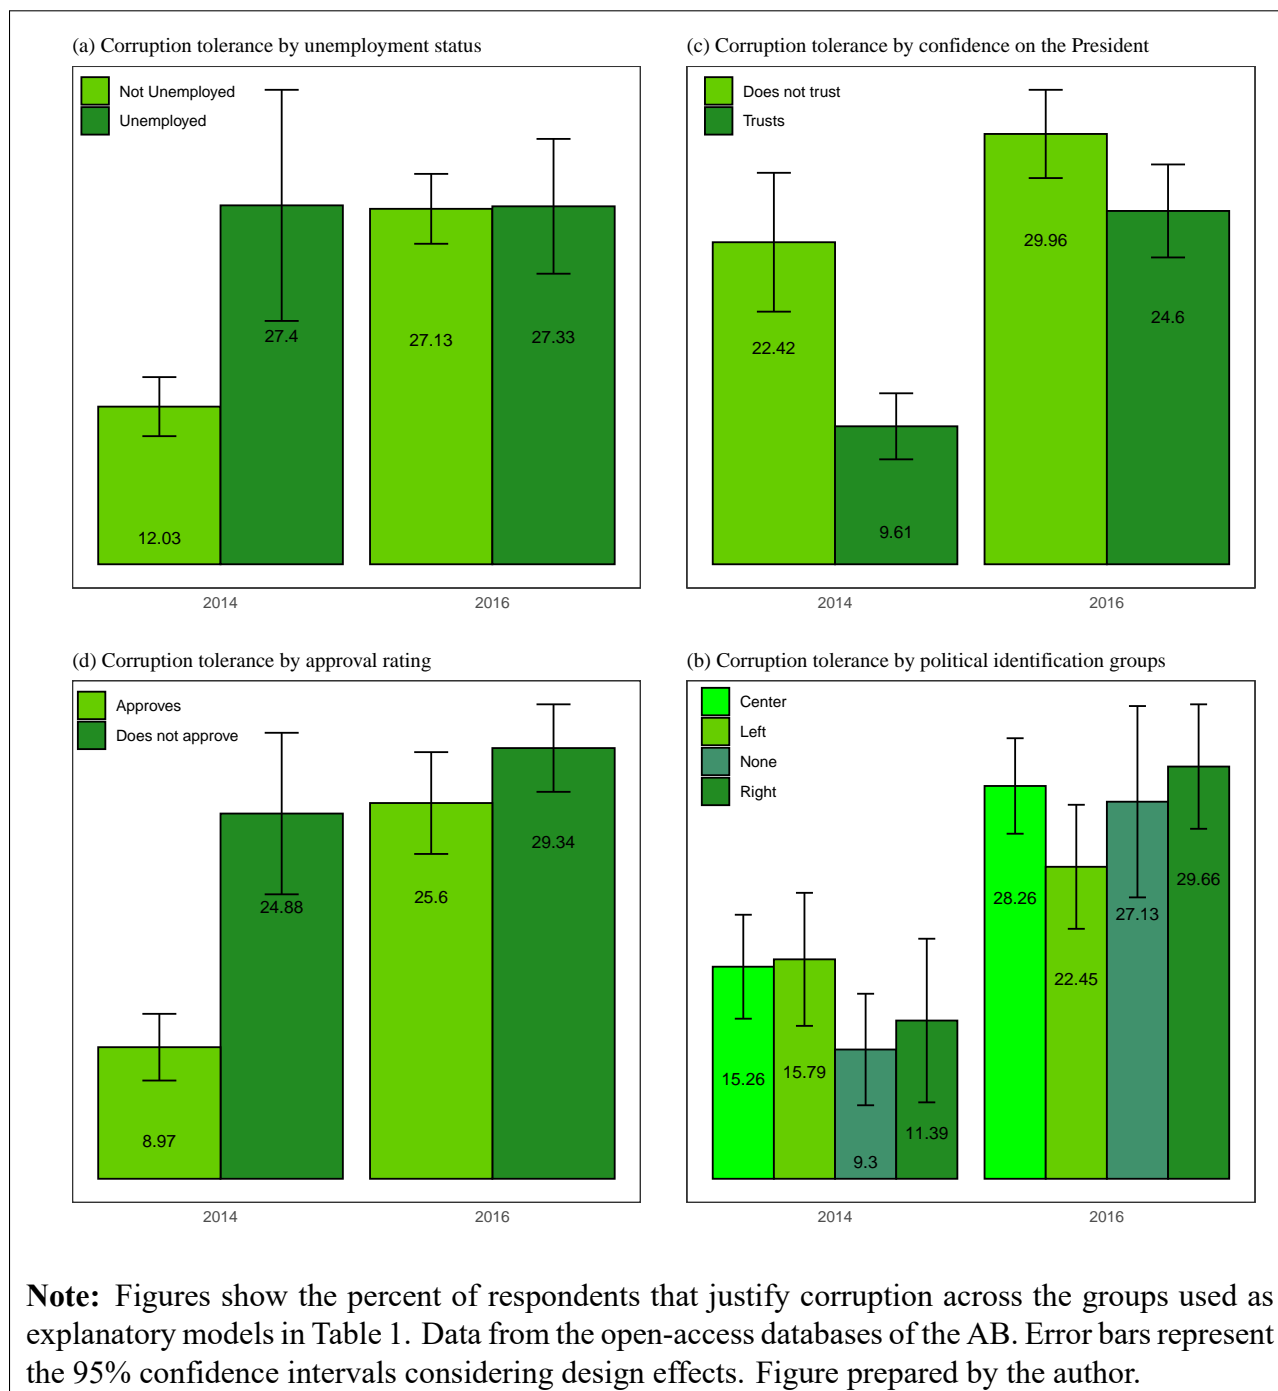 (a) Corruption tolerance by unemployment status
Not Unemployed
Unemployed
12.03
27.4
27.13
27.33
2014
2016
(c) Corruption tolerance by confidence on the President
Does not trust
Trusts
22.42
9.61
29.96
24.6
2014
2016
(d) Corruption tolerance by approval rating
Approves
Does not approve
8.97
24.88
25.6
29.34
2014
2016
(b) Corruption tolerance by political identification groups
Center
Left
None
Right
15.26
15.79
9.3
11.39
28.26
22.45
27.13
29.66
2014
2016
Note: Figures show the percent of respondents that justify corruption across the groups used as
explanatory models in Table 1. Data from the open-access databases of the AB. Error bars represent
the 95% confidence intervals considering design effects. Figure prepared by the author.